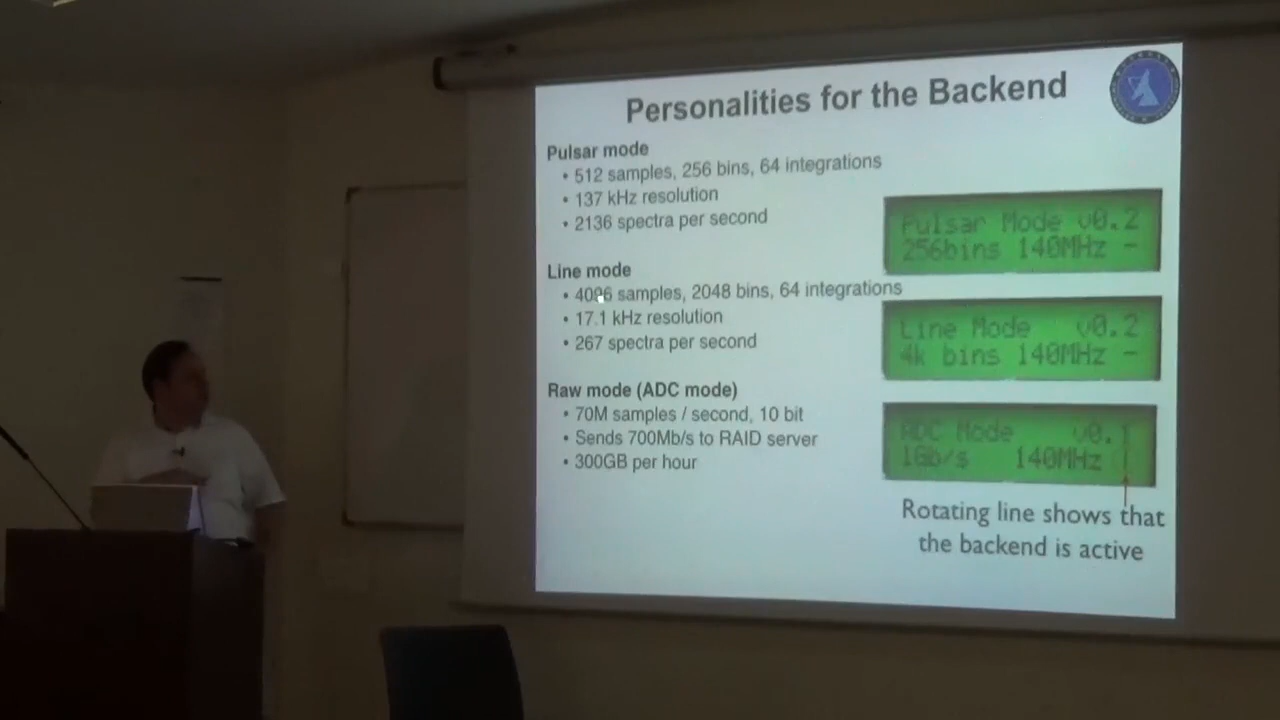 Personalities for the Backend
Pulsar mode
• 512 samples, 256 bins, 64 integrations
• 137 kHz resolution
• 2136 spectra per second
Pulsar Mode v0.2
256bins 140MHz -
Line mode
• 4096 samples, 2048 bins, 64 integrations
• 17.1 kHz resolution
• 267 spectra per second
Line Mode v0.2
4k bins 140MHz -
Raw mode (ADC mode)
• 70M samples / second, 10 bit
• Sends 700Mb/s to RAID server
• 300GB per hour
ADC Mode v0.1
1Gb/s 140MHz
Rotating line shows that
the backend is active